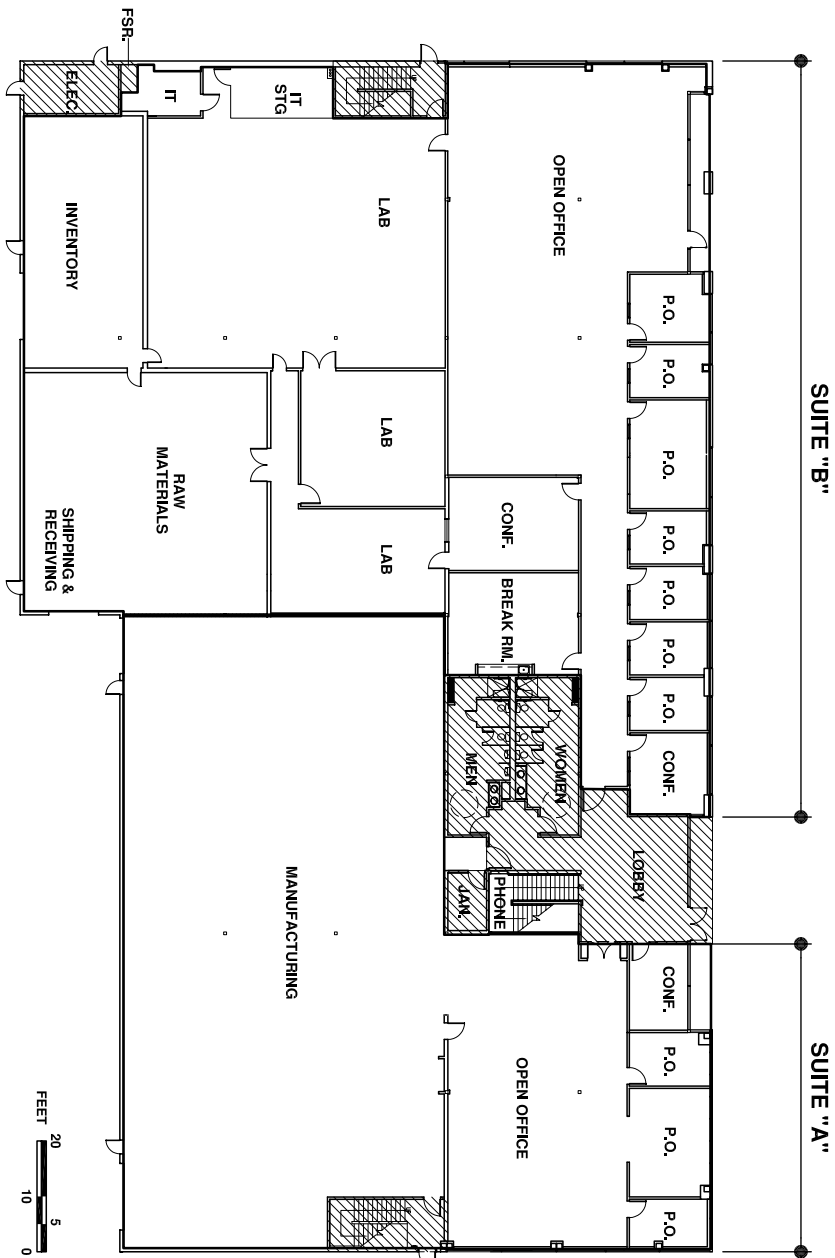 SUITE "B"
SUITE "A"
P.O.
P.O.
P.O.
P.O.
P.O.
P.O.
P.O.
CONF.
LOBBY
CONF.
P.O.
P.O.
P.O.
OPEN OFFICE
CONF.
BREAK RM.
WOMEN
MEN
PHONE
JAN.
OPEN OFFICE
FSR.
ELEC.
IT
IT
STG
LAB
LAB
LAB
INVENTORY
RAW
MATERIALS
SHIPPING &
RECEIVING
MANUFACTURING
FEET
20
10
5
0